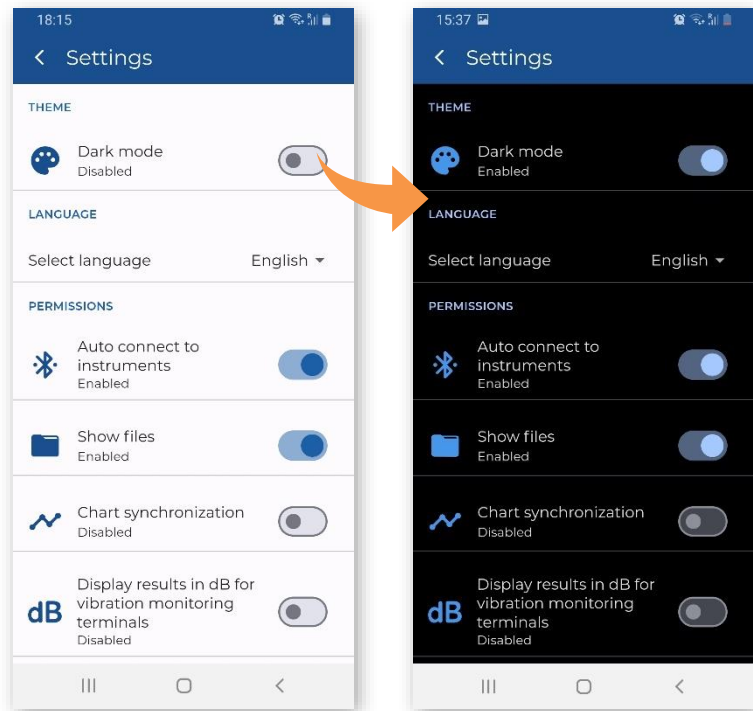 18:15
Settings
THEME
Dark mode
Disabled
LANGUAGE
Select language English
PERMISSIONS
Auto connect to
instruments
Enabled
Show files
Enabled
Chart synchronization
Disabled
dB
Display results in dB for
vibration monitoring
terminals
Disabled
15:37
Settings
THEME
Dark mode
Enabled
LANGUAGE
Select language English
PERMISSIONS
Auto connect to
instruments
Enabled
Show files
Enabled
Chart synchronization
Disabled
dB
Display results in dB for
vibration monitoring
terminals
Disabled